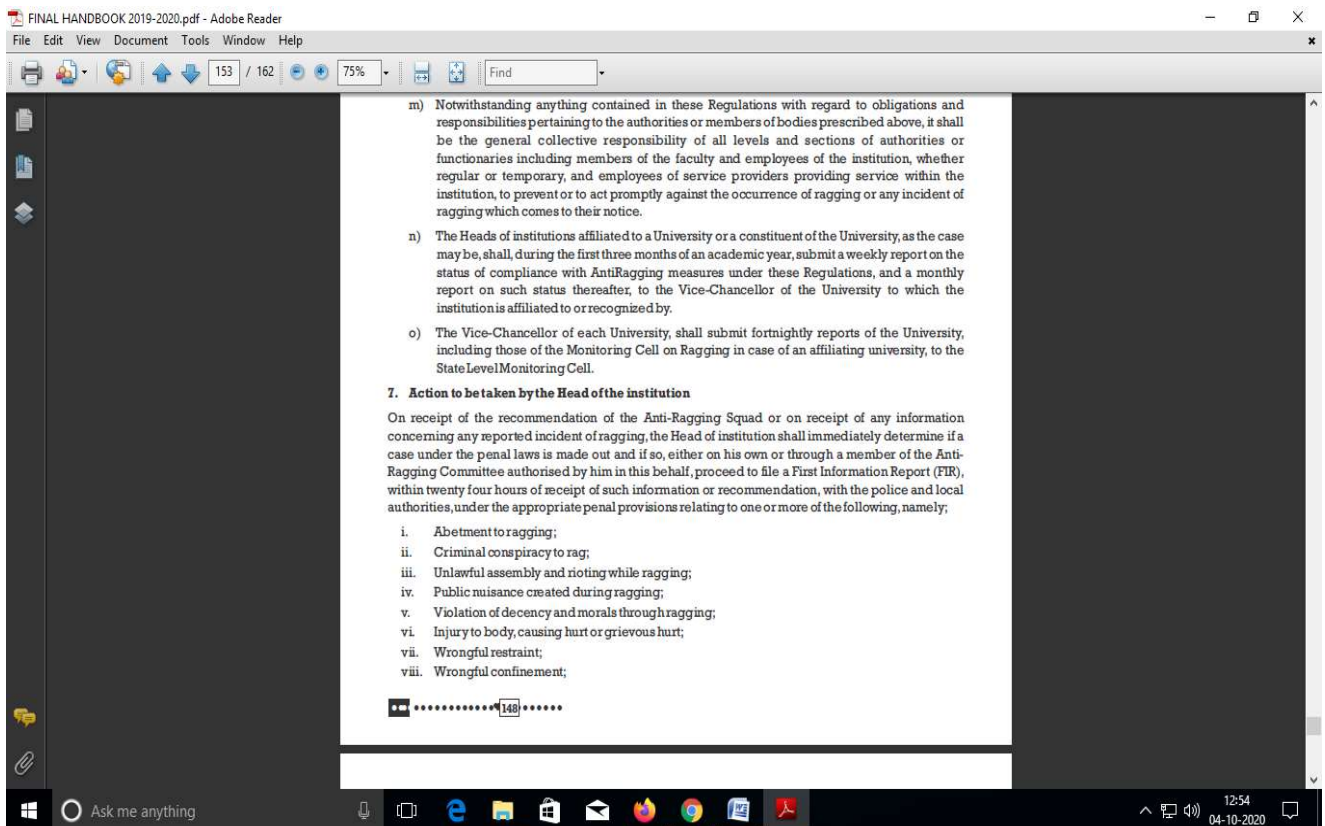 FINAL HANDBOOK 2019-2020.pdf - Adobe Reader
File Edit View Document Tools Window Help
153 / 162 75% Find
m) Notwithstanding anything contained in these Regulations with regard to obligations and
responsibilities pertaining to the authorities or members of bodies prescribed above, it shall
be the general collective responsibility of all levels and sections of authorities or
functionaries including members of the faculty and employees of the institution, whether
regular or temporary, and employees of service providers providing service within the
institution, to prevent or to act promptly against the occurrence of ragging or any incident of
ragging which comes to their notice.
n) The Heads of institutions affiliated to a University or a constituent of the University, as the case
may be, shall, during the first three months of an academic year, submit a weekly report on the
status of compliance with AntiRagging measures under these Regulations, and a monthly
report on such status thereafter, to the Vice-Chancellor of the University to which the
institution is affiliated to or recognized by.
o) The Vice-Chancellor of each University, shall submit fortnightly reports of the University,
including those of the Monitoring Cell on Ragging in case of an affiliating university, to the
State Level Monitoring Cell.
7. Action to be taken by the Head of the institution
On receipt of the recommendation of the Anti-Ragging Squad or on receipt of any information
concerning any reported incident of ragging, the Head of institution shall immediately determine if a
case under the penal laws is made out and if so, either on his own or through a member of the Anti-
Ragging Committee authorised by him in this behalf, proceed to file a First Information Report (FIR),
within twenty four hours of receipt of such information or recommendation, with the police and local
authorities, under the appropriate penal provisions relating to one or more of the following, namely;
i. Abetment to ragging;
ii. Criminal conspiracy to rag;
iii. Unlawful assembly and rioting while ragging;
iv. Public nuisance created during ragging;
v. Violation of decency and morals through ragging;
vi. Injury to body, causing hurt or grievous hurt;
vii. Wrongful restraint;
viii. Wrongful confinement;
148
Ask me anything
12:54
04-10-2020